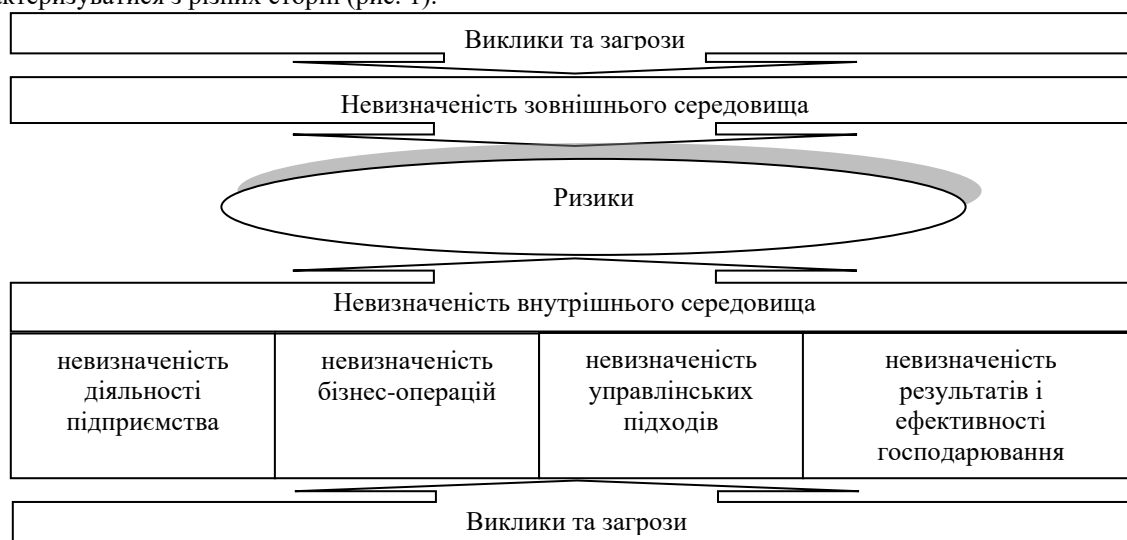 актеризуватися з різних сторін (рис. 1).
Виклики та загрози
Невизначеність зовнішнього середовища
Ризики
Невизначеність внутрішнього середовища
невизначеність
діяльності
підприємства
невизначеність
бізнес-операцій
невизначеність
управлінських
підходів
невизначеність
результатів і
ефективності
господарювання
Виклики та загрози